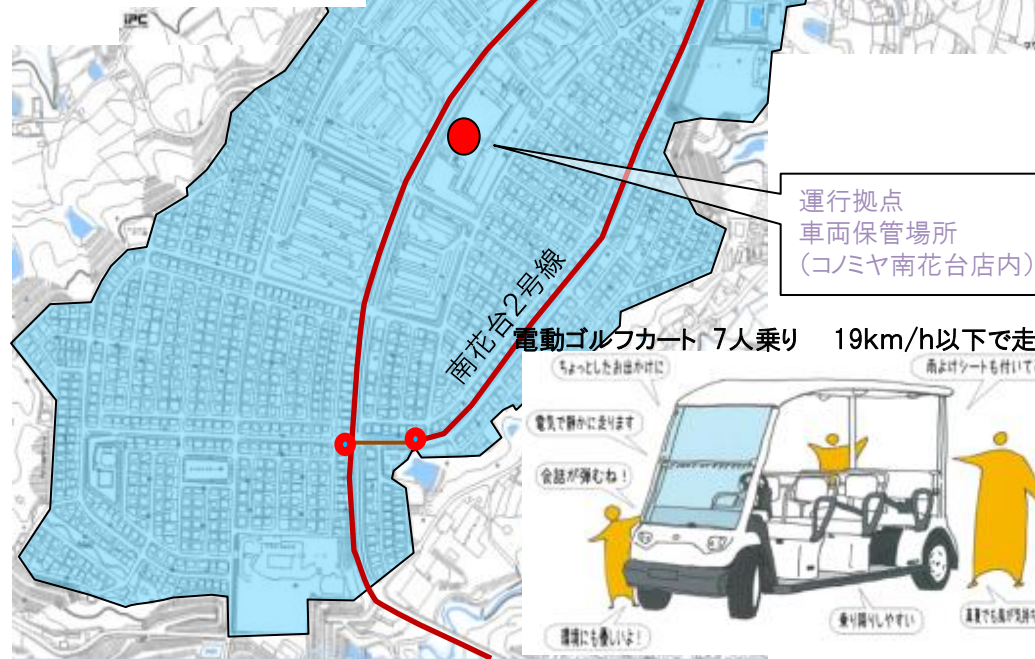 iPC
運行拠点
車両保管場所
(コノミヤ南花台店内)
南花台2号線
電動ゴルフカート 7人乗り 19km/h以下で走
ちょっとしたお出かけに
雨よけシートも付いて
電気で静かに走ります
会話が弾むね！
乗り降りしやすい
環境にも優しいよ！